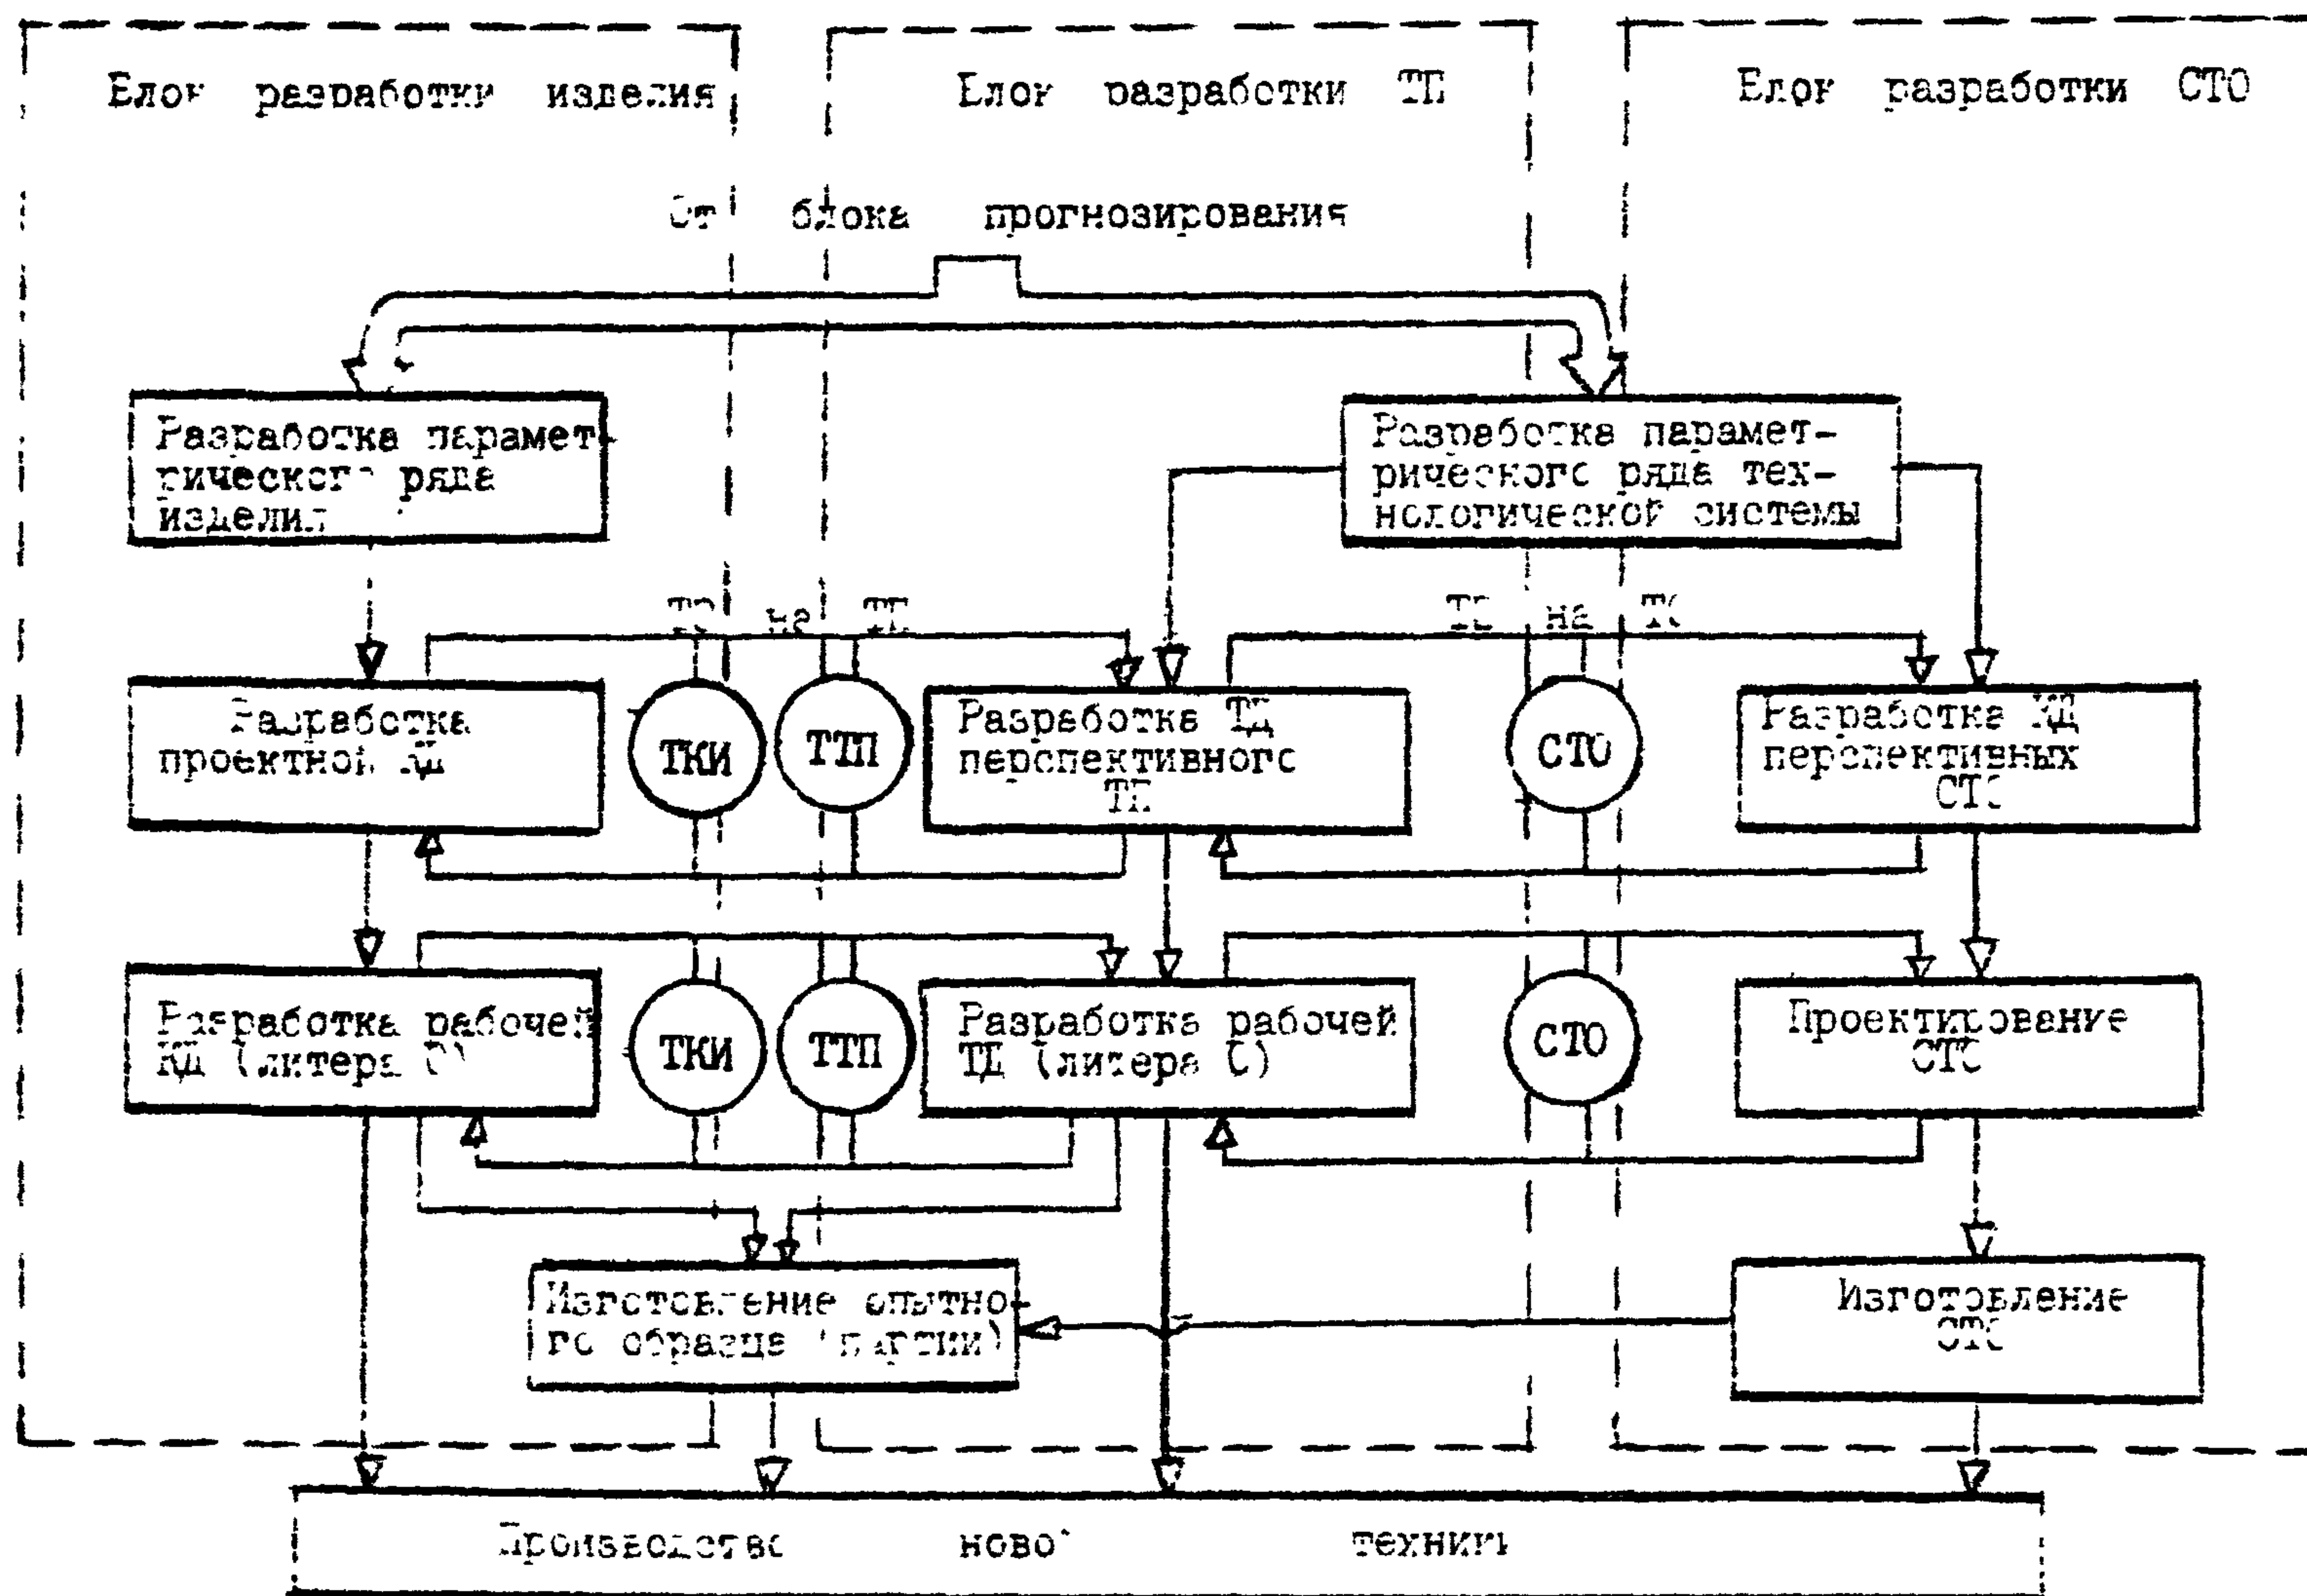 Блок разработки изделия
Блок разработки ТП
Блок разработки СТО
От блока прогнозирования
Разработка парамет-
рического ряда
изделия
Разработка парамет-
рического ряда тех-
нологической системы
ТЗ на ТП
ТЗ на ТО
Разработка
проектной КД
ТКИ
ТТП
Разработка ТД
перспективного
ТП
СТО
Разработка КД
перспективных
СТО
Разработка рабочей
КД (литера О)
ТКИ
ТТП
Разработка рабочей
ТД (литера О)
СТО
Проектирование
СТО
Изготовление опытно-
го образца (партии)
Изготовление
СТО
Производство новой техники